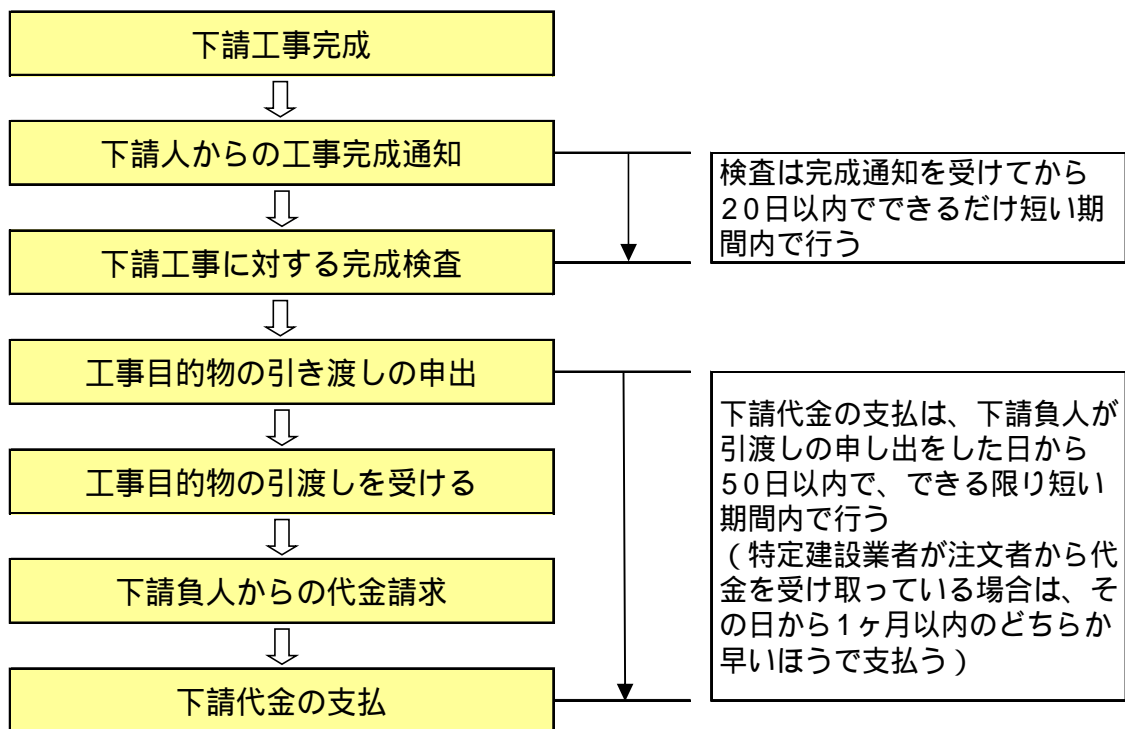 下請工事完成
下請人からの工事完成通知
検査は完成通知を受けてから
20日以内でできるだけ短い期
間内で行う
下請工事に対する完成検査
工事目的物の引き渡しの申出
下請代金の支払は、下請負人が
引渡しの申し出をした日から
50日以内で、できる限り短い
期間内で行う
(特定建設業者が注文者から代
金を受け取っている場合は、そ
の日から1ヶ月以内のどちらか
早いほうで支払う)
工事目的物の引渡しを受ける
下請負人からの代金請求
下請代金の支払